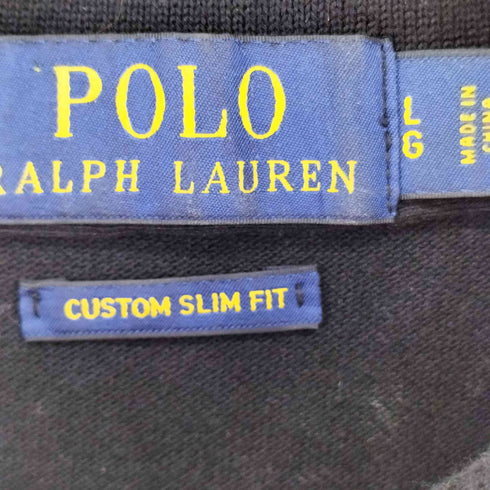 POLO
RALPH LAUREN
L
G
MADE IN
CHINA
CUSTOM SLIM FIT